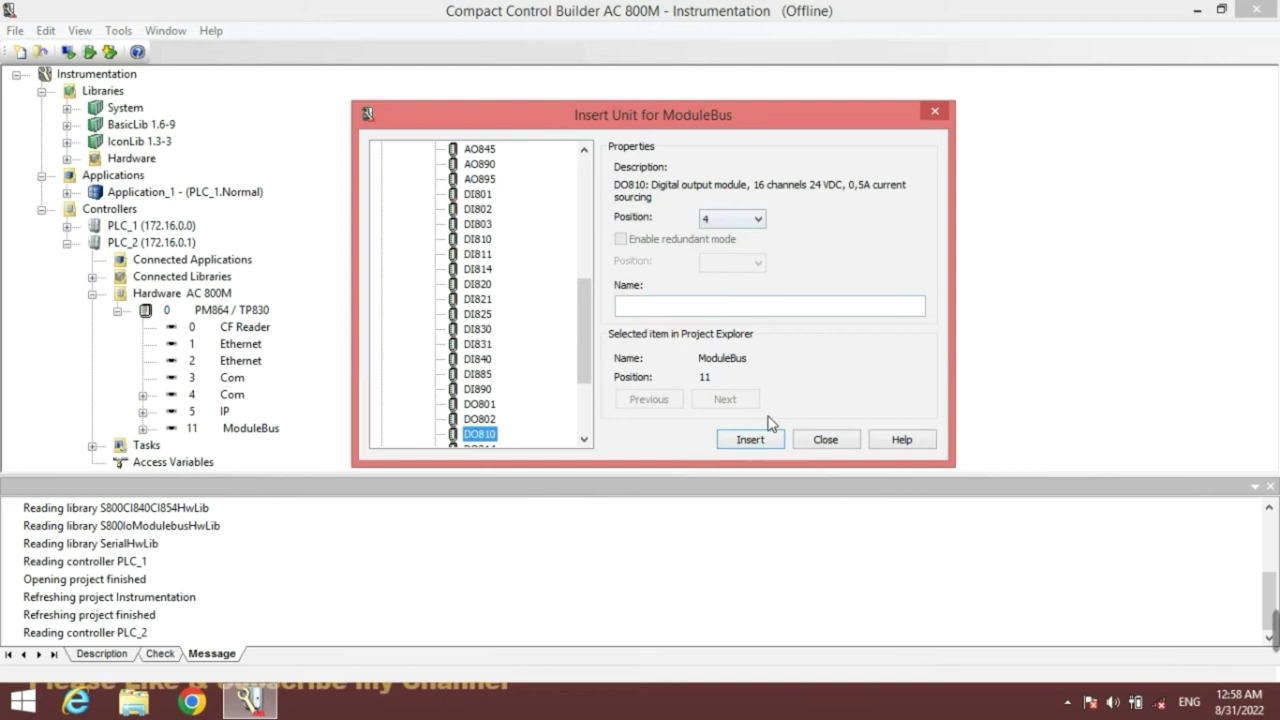 Compact Control Builder AC 800M - Instrumentation (Offline)
File Edit View Tools Window Help
Instrumentation
Libraries
System
BasicLib 1.6-9
IconLib 1.3-3
Hardware
Applications
Application_1 - (PLC_1.Normal)
Controllers
PLC_1 (172.16.0.0)
PLC_2 (172.16.0.1)
Connected Applications
Connected Libraries
Hardware AC 800M
0 PM864 / TP830
0 CF Reader
1 Ethernet
2 Ethernet
3 Com
4 Com
5 IP
11 ModuleBus
Tasks
Access Variables
Insert Unit for ModuleBus
AO845
AO890
AO895
DI801
DI802
DI803
DI810
DI811
DI814
DI820
DI821
DI825
DI830
DI831
DI840
DI885
DI890
DO801
DO802
DO810
Properties
Description:
DO810: Digital output module, 16 channels 24 VDC, 0,5A current
sourcing
Position: 4
Enable redundant mode
Position:
Name:
Selected item in Project Explorer
Name: ModuleBus
Position: 11
Previous Next
Insert Close Help
Reading library S800CI840CI854HwLib
Reading library S800IoModulebusHwLib
Reading library SerialHwLib
Reading controller PLC_1
Opening project finished
Refreshing project Instrumentation
Refreshing project finished
Reading controller PLC_2
Description Check Message
Please Like & Subscribe my Channel
ENG
12:58 AM
8/31/2022